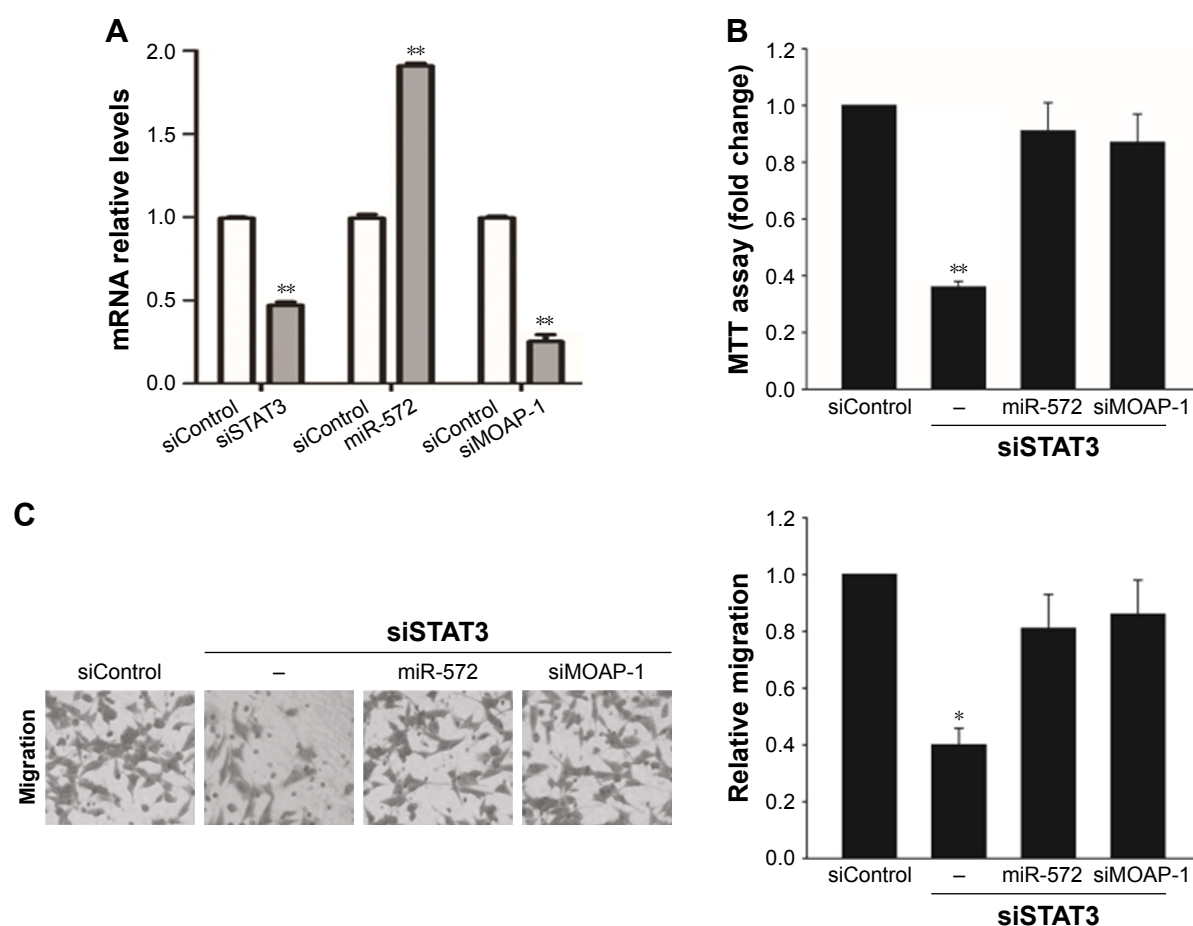 A
mRNA relative levels
2.0
1.5
1.0
0.5
0.0
**
**
**
siControl
siSTAT3
siControl
miR-572
siControl
siMOAP-1
B
MTT assay (fold change)
1.2
1.0
0.8
0.6
0.4
0.2
0.0
**
siControl – miR-572 siMOAP-1
siSTAT3
C
siSTAT3
siControl – miR-572 siMOAP-1
Migration
Relative migration
1.2
1.0
0.8
0.6
0.4
0.2
0.0
*
siControl – miR-572 siMOAP-1
siSTAT3